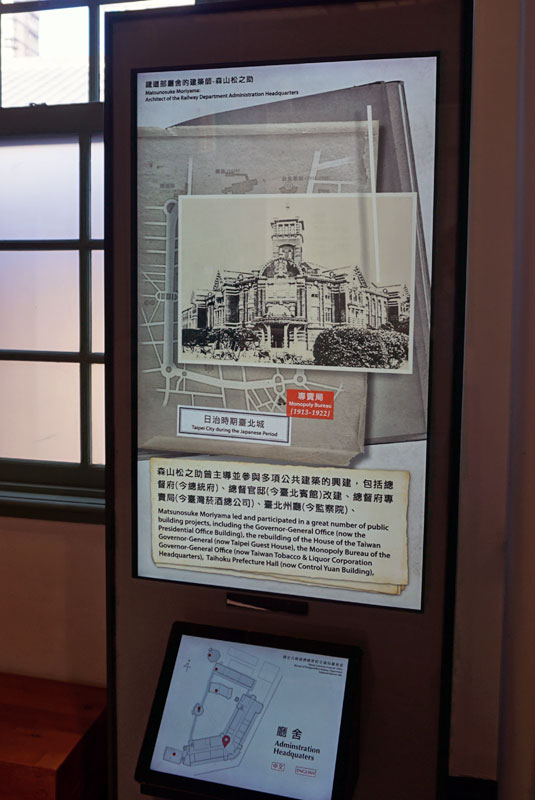 鐵道部廳舍的建築師-森山松之助
Matsunosuke Moriyama:
Architect of the Railway Department Administration Headquarters
專賣局
Monopoly Bureau
(1913-1922)
日治時期臺北城
Taipei City during the Japanese Period
森山松之助曾主導並參與多項公共建築的興建，包括總
督府(今總統府)、總督官邸(今臺北賓館)改建、總督府專
賣局(今臺灣菸酒總公司)、臺北州廳(今監察院)、
Matsunosuke Moriyama led and participated in a great number of public
building projects, including the Governor-General Office (now the
Presidential Office Building), the rebuilding of the House of the Taiwan
Governor-General (now Taipei Guest House), the Monopoly Bureau of the
Governor-General Office (now Taiwan Tobacco & Liquor Corporation
Headquarters), Taihoku Prefecture Hall (now Control Yuan Building),
廳舍
Adminstration
Headquaters
中文
ENGLISH